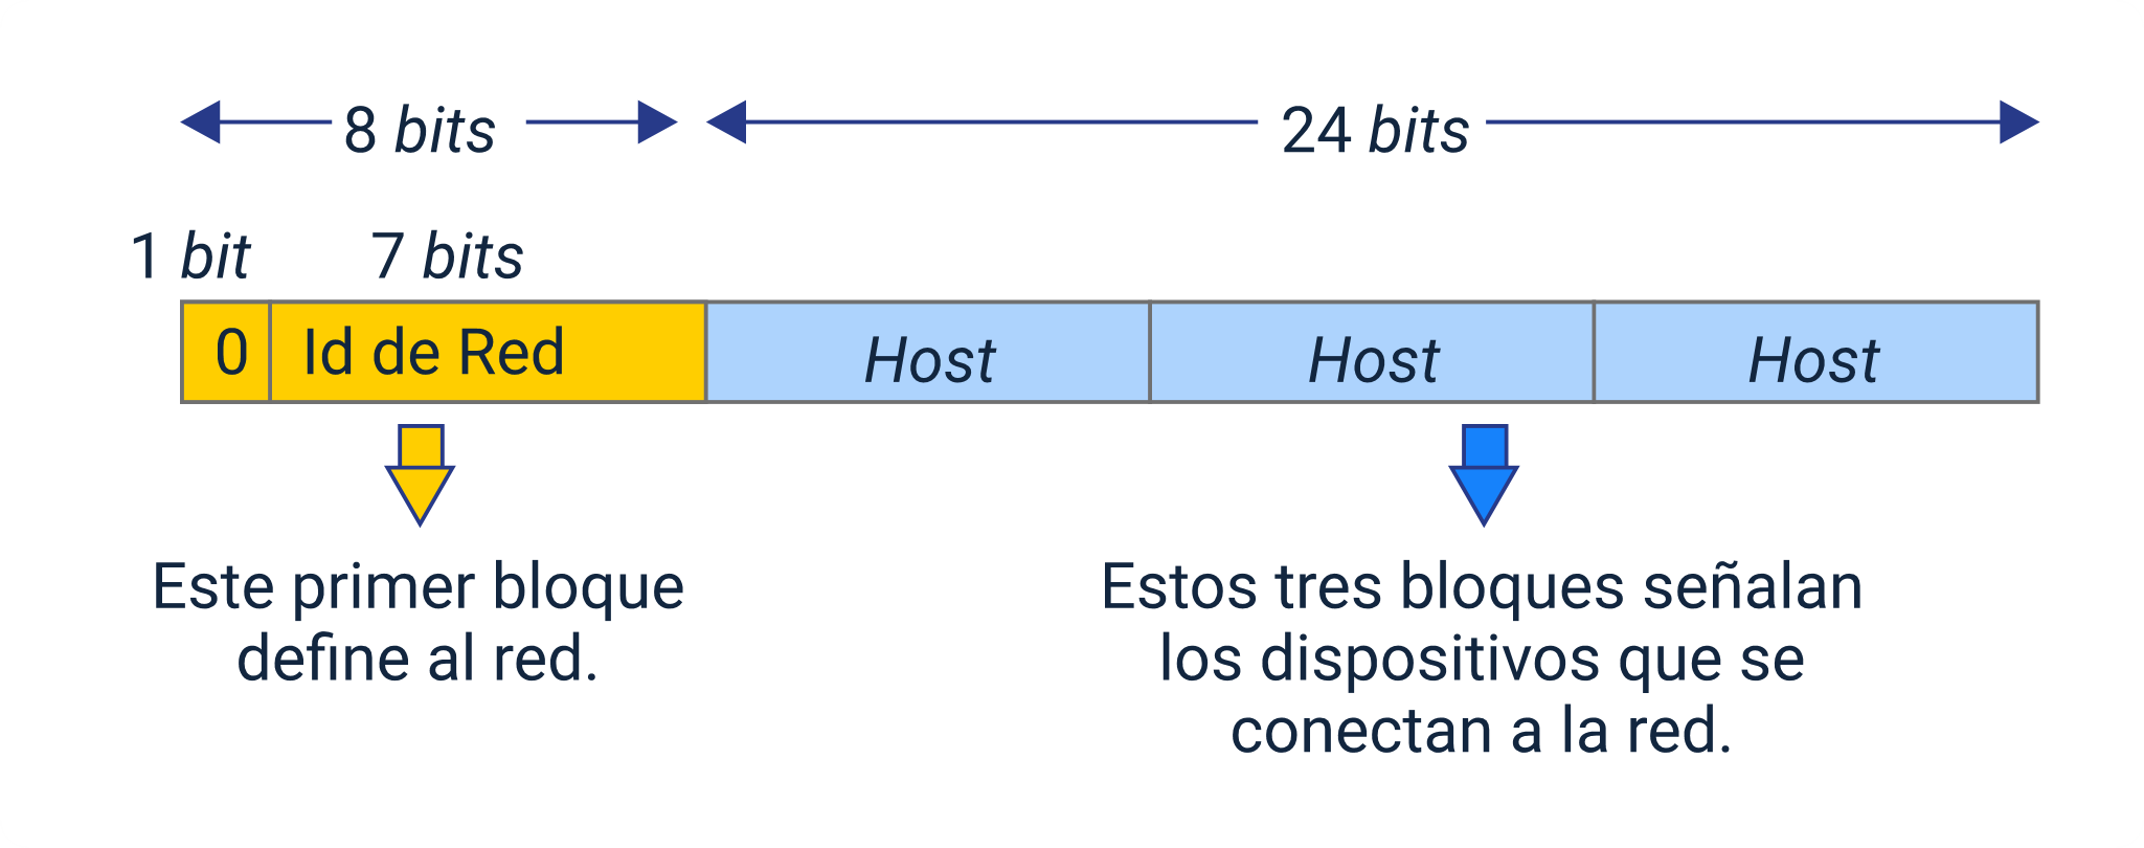 8 bits
24 bits
1 bit
7 bits
0
Id de Red
Host
Host
Host
Este primer bloque
define al red.
Estos tres bloques señalan
los dispositivos que se
conectan a la red.